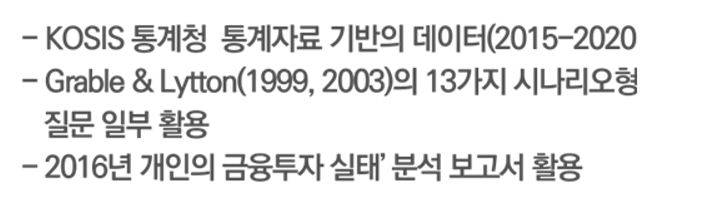 - KOSIS 통계청 통계자료 기반의 데이터(2015-2020
- Grable & Lytton(1999, 2003)의 13가지 시나리오형
질문 일부 활용
- 2016년 개인의 금융투자 실태’ 분석 보고서 활용